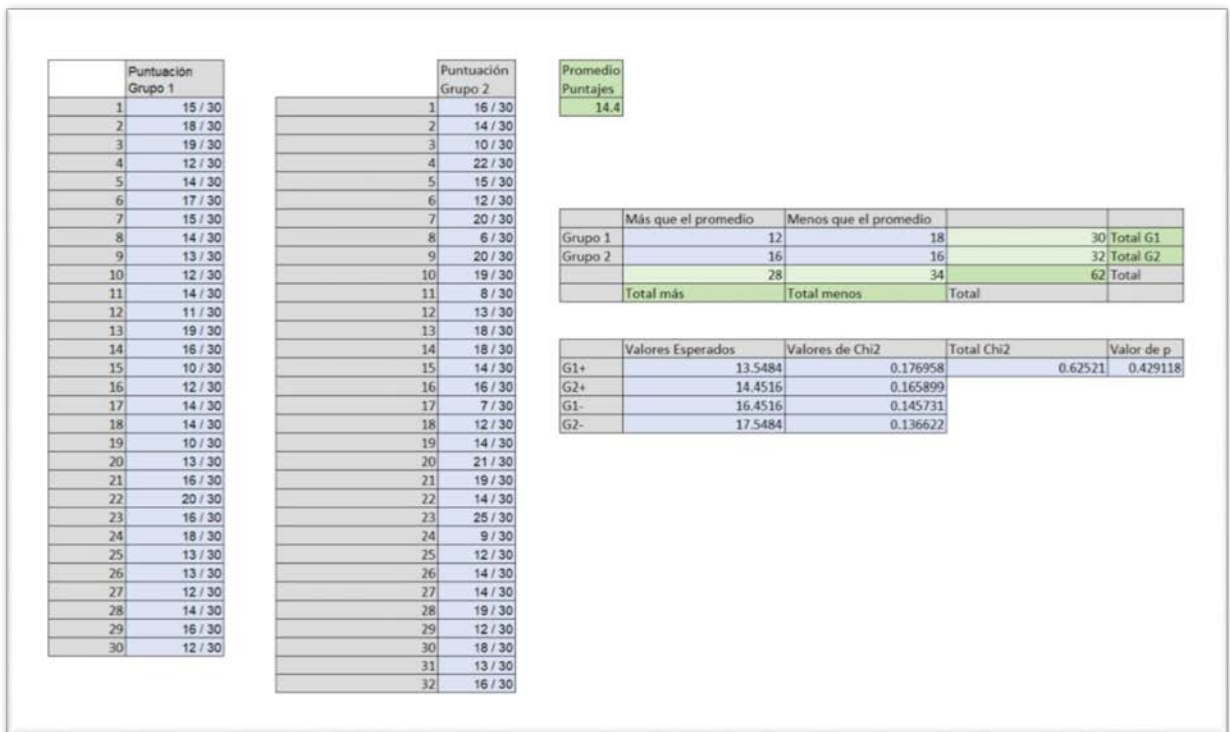 Puntuación Grupo 1
1 15 / 30
2 18 / 30
3 19 / 30
4 12 / 30
5 14 / 30
6 17 / 30
7 15 / 30
8 14 / 30
9 13 / 30
10 12 / 30
11 14 / 30
12 11 / 30
13 19 / 30
14 16 / 30
15 10 / 30
16 12 / 30
17 14 / 30
18 14 / 30
19 10 / 30
20 13 / 30
21 16 / 30
22 20 / 30
23 16 / 30
24 18 / 30
25 13 / 30
26 13 / 30
27 12 / 30
28 14 / 30
29 16 / 30
30 12 / 30
Puntuación Grupo 2
1 16 / 30
2 14 / 30
3 10 / 30
4 22 / 30
5 15 / 30
6 12 / 30
7 20 / 30
8 6 / 30
9 20 / 30
10 19 / 30
11 8 / 30
12 13 / 30
13 18 / 30
14 18 / 30
15 14 / 30
16 16 / 30
17 7 / 30
18 12 / 30
19 14 / 30
20 21 / 30
21 19 / 30
22 14 / 30
23 25 / 30
24 9 / 30
25 12 / 30
26 14 / 30
27 14 / 30
28 19 / 30
29 12 / 30
30 18 / 30
31 13 / 30
32 16 / 30
Promedio
Puntajes
14.4
Más que el promedio Menos que el promedio
Grupo 1 12 18 30 Total G1
Grupo 2 16 16 32 Total G2
28 34 62 Total
Total más Total menos Total
Valores Esperados Valores de Chi2 Total Chi2 Valor de p
G1+ 13.5484 0.176958 0.62521 0.429118
G2+ 14.4516 0.165899
G1- 16.4516 0.145731
G2- 17.5484 0.136622